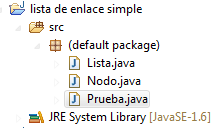 lista de enlace simple
src
(default package)
Lista.java
Nodo.java
Prueba.java
JRE System Library [JavaSE-1.6]